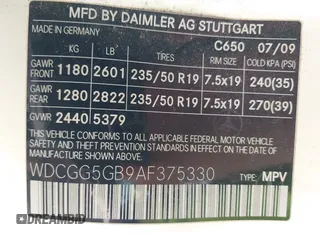 MFD BY DAIMLER AG STUTTGART
MADE IN GERMANY C650 07/09
KG LB TIRES RIM SIZE COLD KPA (PSI)
GAWR FRONT 1180 2601 235/50 R19 7.5x19 240(35)
GAWR REAR 1280 2822 235/50 R19 7.5x19 270(39)
GVWR 2440 5379
THIS VEHICLE CONFORMS TO ALL APPLICABLE U.S. FEDERAL MOTOR VEHICLE
SAFETY AND THEFT PREVENTION STANDARDS IN EFFECT ON THE DATE OF
MANUFACTURE SHOWN ABOVE.
WDCGG5GB9AF375330 TYPE: MPV
DREAMBID